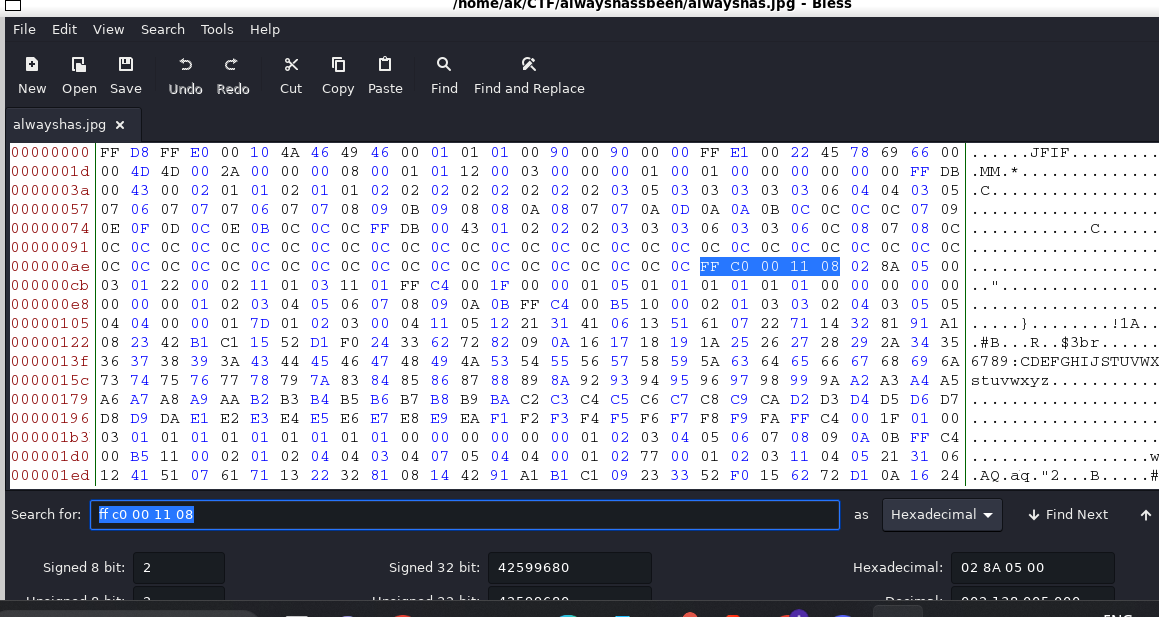 /home/ak/CTF/alwayshassbeen/alwayshas.jpg - Bless
File Edit View Search Tools Help
New Open Save Undo Redo Cut Copy Paste Find Find and Replace
alwayshas.jpg ×
00000000 FF D8 FF E0 00 10 4A 46 49 46 00 01 01 01 00 90 00 90 00 00 FF E1 00 22 45 78 69 66 00 ......JFIF.........
0000001d 00 4D 4D 00 2A 00 00 00 08 00 01 01 12 00 03 00 00 00 01 00 01 00 00 00 00 00 00 FF DB .MM.*..............
0000003a 00 43 00 02 01 01 02 01 01 02 02 02 02 02 02 02 02 03 05 03 03 03 03 03 06 04 04 03 05 .C.................
00000057 07 06 07 07 07 06 07 07 08 09 0B 09 08 08 0A 08 07 07 0A 0D 0A 0A 0B 0C 0C 0C 0C 07 09 ...................
00000074 0E 0F 0D 0C 0E 0B 0C 0C 0C FF DB 00 43 01 02 02 02 03 03 03 06 03 03 06 0C 08 07 08 0C ............C......
00000091 0C 0C 0C 0C 0C 0C 0C 0C 0C 0C 0C 0C 0C 0C 0C 0C 0C 0C 0C 0C 0C 0C 0C 0C 0C 0C 0C 0C 0C ...................
000000ae 0C 0C 0C 0C 0C 0C 0C 0C 0C 0C 0C 0C 0C 0C 0C 0C 0C 0C 0C 0C FF C0 00 11 08 02 8A 05 00 ...................
000000cb 03 01 22 00 02 11 01 03 11 01 FF C4 00 1F 00 00 01 05 01 01 01 01 01 01 00 00 00 00 00 .."................
000000e8 00 00 00 01 02 03 04 05 06 07 08 09 0A 0B FF C4 00 B5 10 00 02 01 03 03 02 04 03 05 05 ...................
00000105 04 04 00 00 01 7D 01 02 03 00 04 11 05 12 21 31 41 06 13 51 61 07 22 71 14 32 81 91 A1 .....}........!1A..
00000122 08 23 42 B1 C1 15 52 D1 F0 24 33 62 72 82 09 0A 16 17 18 19 1A 25 26 27 28 29 2A 34 35 .#B...R..$3br......
0000013f 36 37 38 39 3A 43 44 45 46 47 48 49 4A 53 54 55 56 57 58 59 5A 63 64 65 66 67 68 69 6A 6789:CDEFGHIJSTUVWX
0000015c 73 74 75 76 77 78 79 7A 83 84 85 86 87 88 89 8A 92 93 94 95 96 97 98 99 9A A2 A3 A4 A5 stuvwxyz...........
00000179 A6 A7 A8 A9 AA B2 B3 B4 B5 B6 B7 B8 B9 BA C2 C3 C4 C5 C6 C7 C8 C9 CA D2 D3 D4 D5 D6 D7 ...................
00000196 D8 D9 DA E1 E2 E3 E4 E5 E6 E7 E8 E9 EA F1 F2 F3 F4 F5 F6 F7 F8 F9 FA FF C4 00 1F 01 00 ...................
000001b3 03 01 01 01 01 01 01 01 01 01 00 00 00 00 00 00 01 02 03 04 05 06 07 08 09 0A 0B FF C4 ...................
000001d0 00 B5 11 00 02 01 02 04 04 03 04 07 05 04 04 00 01 02 77 00 01 02 03 11 04 05 21 31 06 ..................w
000001ed 12 41 51 07 61 71 13 22 32 81 08 14 42 91 A1 B1 C1 09 23 33 52 F0 15 62 72 D1 0A 16 24 .AQ.aq."2...B.....#
Search for: ff c0 00 11 08 as Hexadecimal Find Next
Signed 8 bit: 2 Signed 32 bit: 42599680 Hexadecimal: 02 8A 05 00